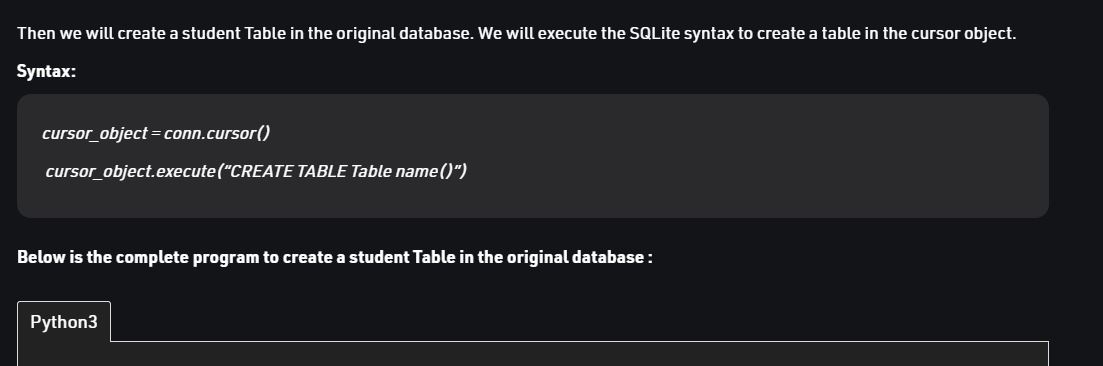 Then we will create a student Table in the original database. We will execute the SQLite syntax to create a table in the cursor object.
Syntax:
cursor_object = conn.cursor()
cursor_object.execute(“CREATE TABLE Table name()”)
Below is the complete program to create a student Table in the original database :
Python3